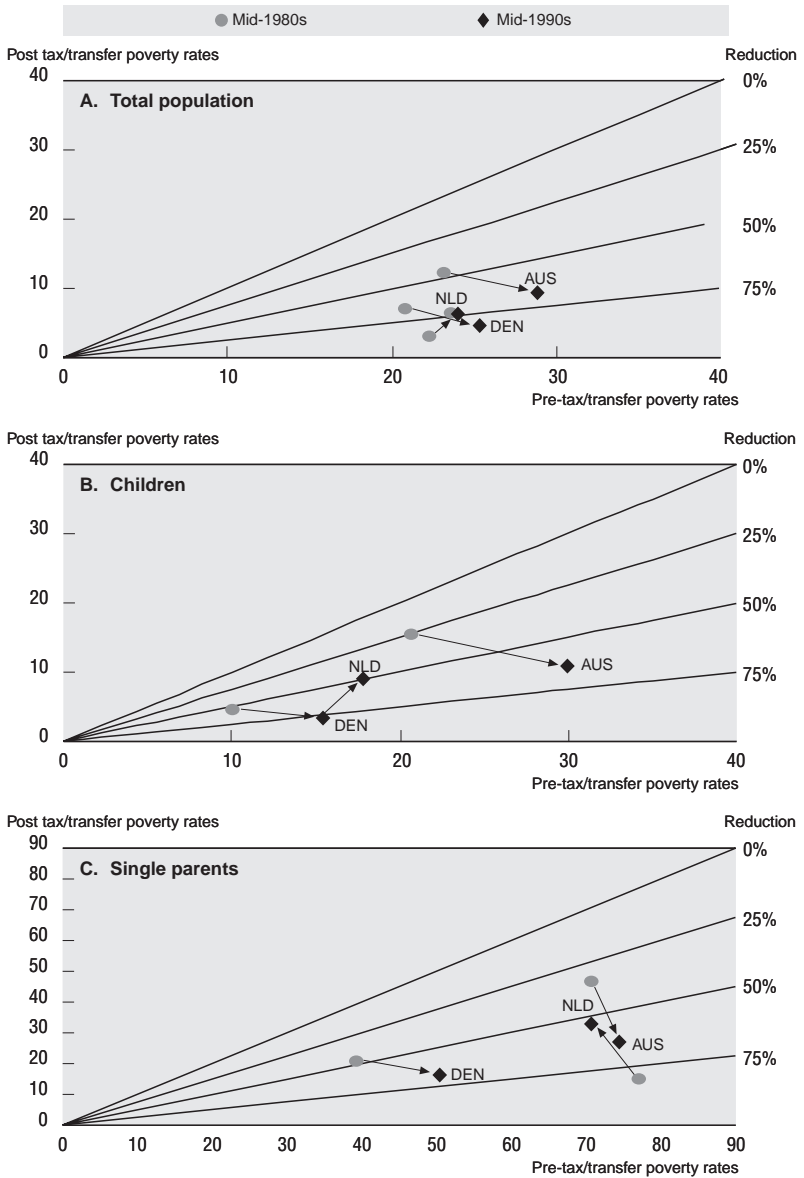 Mid-1980s Mid-1990s
Post tax/transfer poverty rates Reduction
40 0%
A. Total population
30 25%
20 50%
10 75%
AUS
NLD
DEN
0
0 10 20 30 40
Pre-tax/transfer poverty rates
Post tax/transfer poverty rates Reduction
40 0%
B. Children
30 25%
20 50%
10 75%
NLD AUS
DEN
0
0 10 20 30 40
Pre-tax/transfer poverty rates
Post tax/transfer poverty rates Reduction
90 0%
C. Single parents
80
70 25%
60
50 50%
40
NLD
30
AUS
20 75%
DEN
10
0
0 10 20 30 40 50 60 70 80 90
Pre-tax/transfer poverty rates